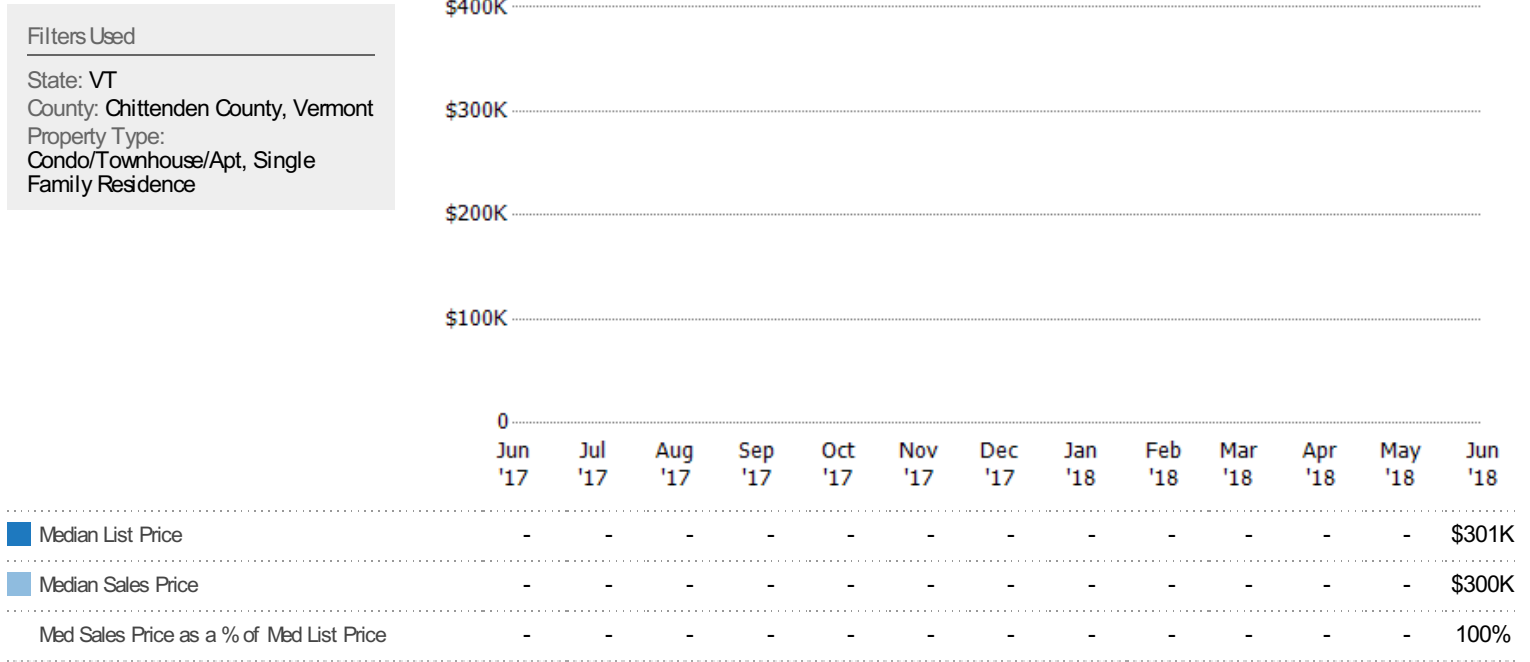 Filters Used
State: VT
County: Chittenden County, Vermont
Property Type:
Condo/Townhouse/Apt, Single
Family Residence
$400K
$300K
$200K
$100K
0
Jun Jul Aug Sep Oct Nov Dec Jan Feb Mar Apr May Jun
'17 '17 '17 '17 '17 '17 '17 '18 '18 '18 '18 '18 '18
Median List Price - - - - - - - - - - - - $301K
Median Sales Price - - - - - - - - - - - - $300K
Med Sales Price as a % of Med List Price - - - - - - - - - - - - 100%